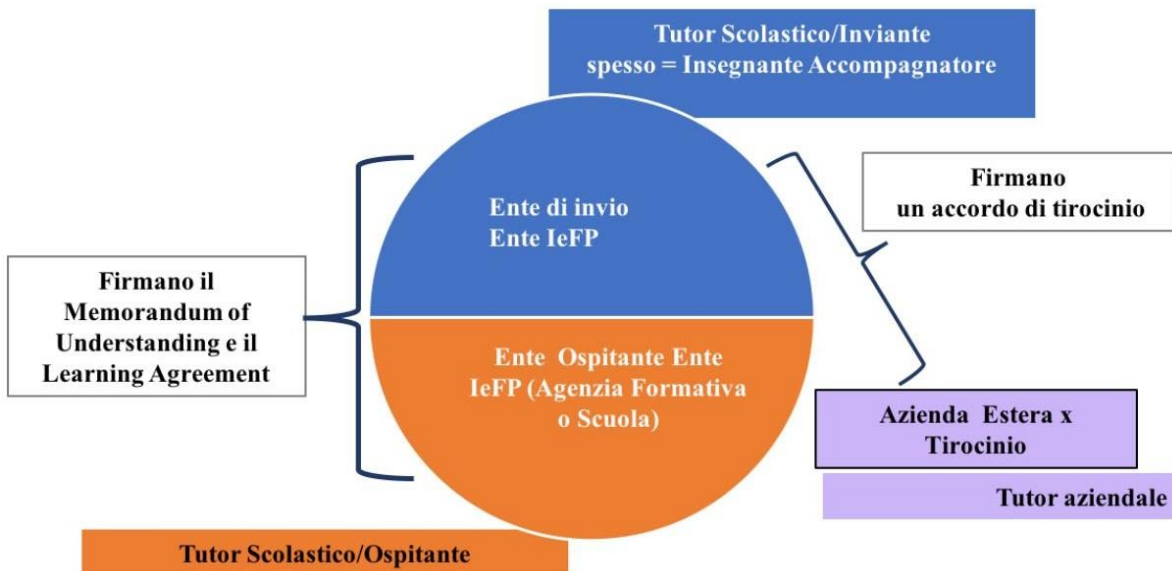 Tutor Scolastico/Inviante
spesso = Insegnante Accompagnatore
Firmano
un accordo di tirocinio
Ente di invio
Ente IeFP
Firmano il
Memorandum of
Understanding e il
Learning Agreement
Ente Ospitante Ente
IeFP (Agenzia Formativa
o Scuola)
Azienda Estera x
Tirocinio
Tutor aziendale
Tutor Scolastico/Ospitante